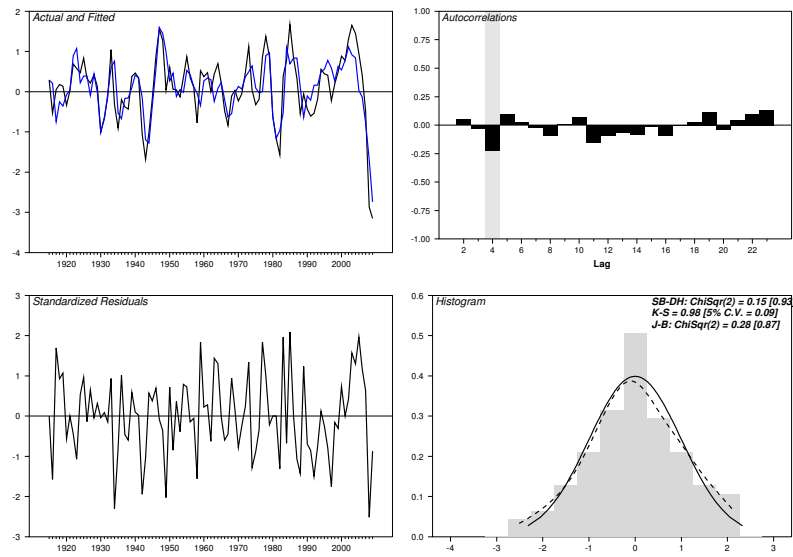 Actual and Fitted
2
1
0
-1
-2
-3
-4
1920 1930 1940 1950 1960 1970 1980 1990 2000
Autocorrelations
1.00
0.75
0.50
0.25
0.00
-0.25
-0.50
-0.75
-1.00
2 4 6 8 10 12 14 16 18 20 22
Lag
Standardized Residuals
3
2
1
0
-1
-2
-3
1920 1930 1940 1950 1960 1970 1980 1990 2000
Histogram
SB-DH: ChiSqr(2) = 0.15 [0.93]
K-S = 0.98 [5% C.V. = 0.09]
J-B: ChiSqr(2) = 0.28 [0.87]
0.6
0.5
0.4
0.3
0.2
0.1
0.0
-4 -3 -2 -1 0 1 2 3